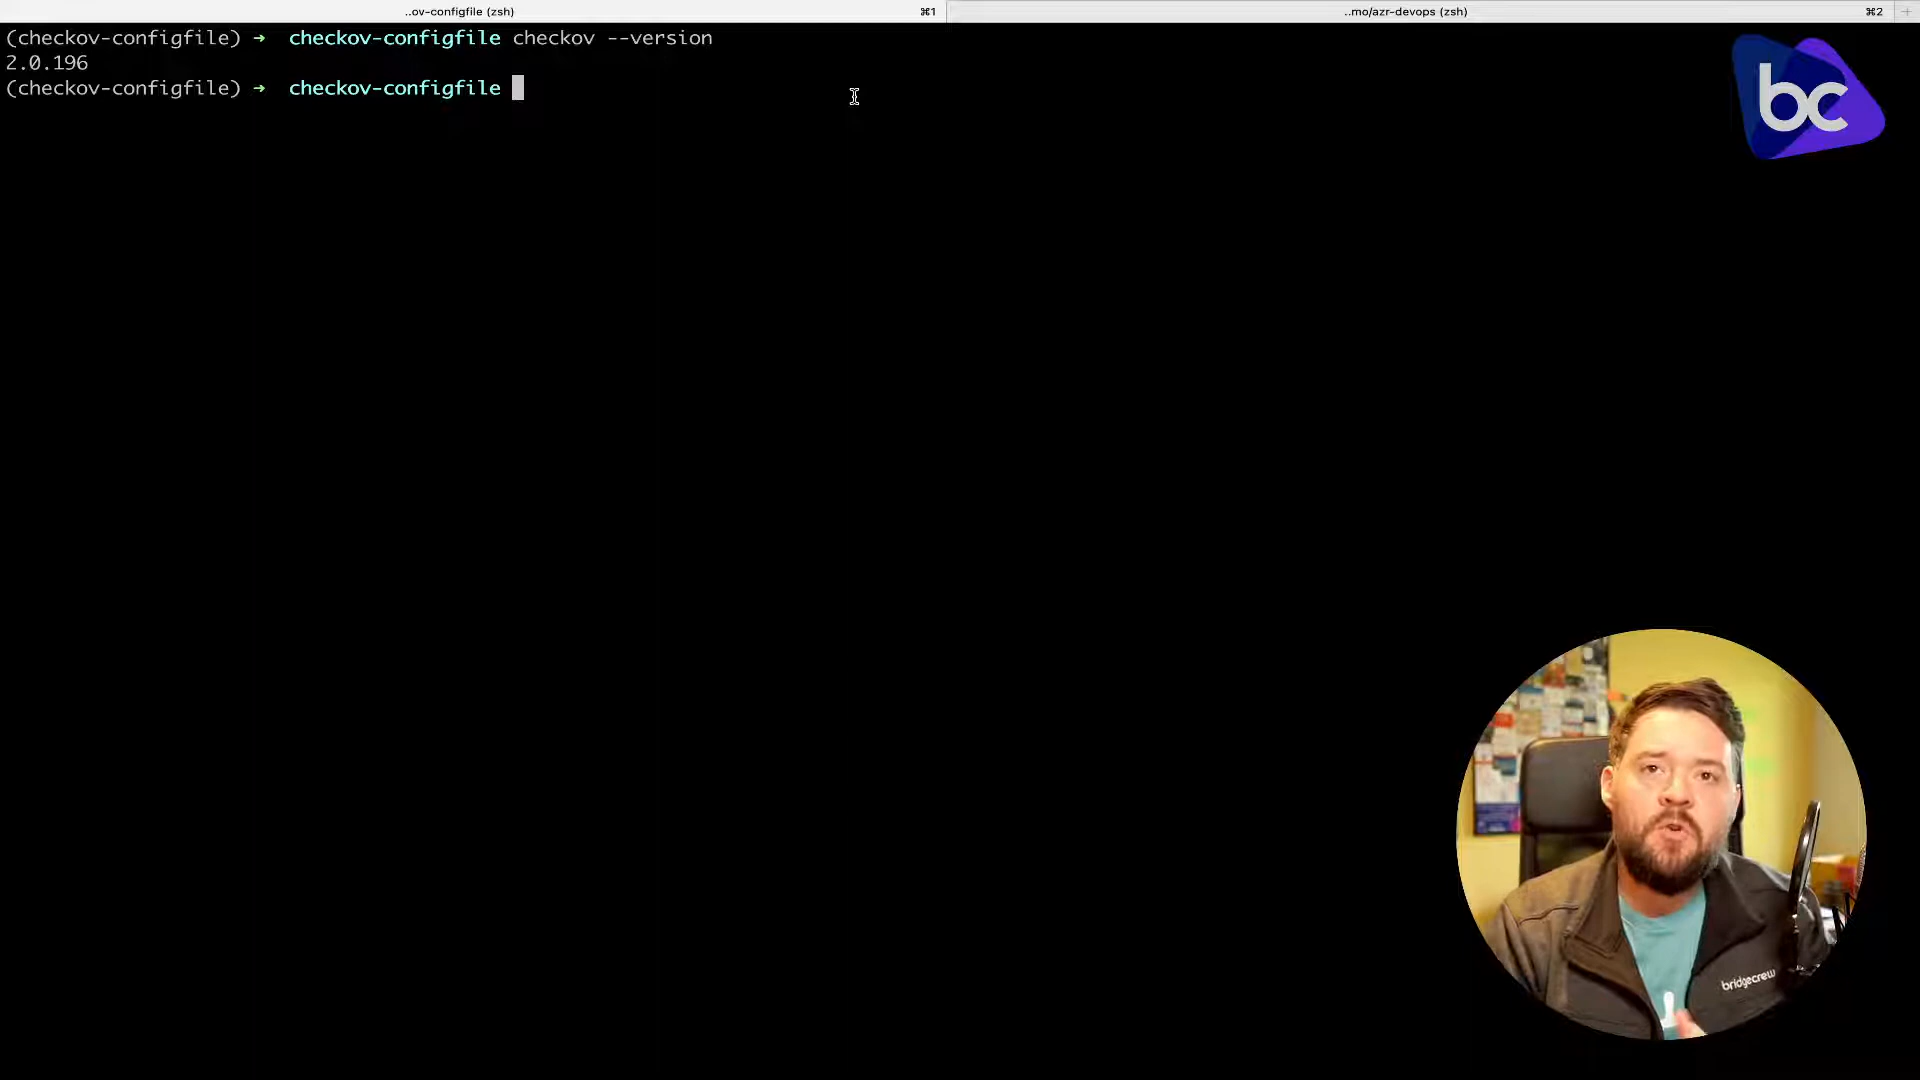 ..ov-configfile (zsh)
⌘1
..mo/azr-devops (zsh)
⌘2
+
(checkov-configfile) → checkov-configfile checkov --version
2.0.196
(checkov-configfile) → checkov-configfile
bc
bridgecrew